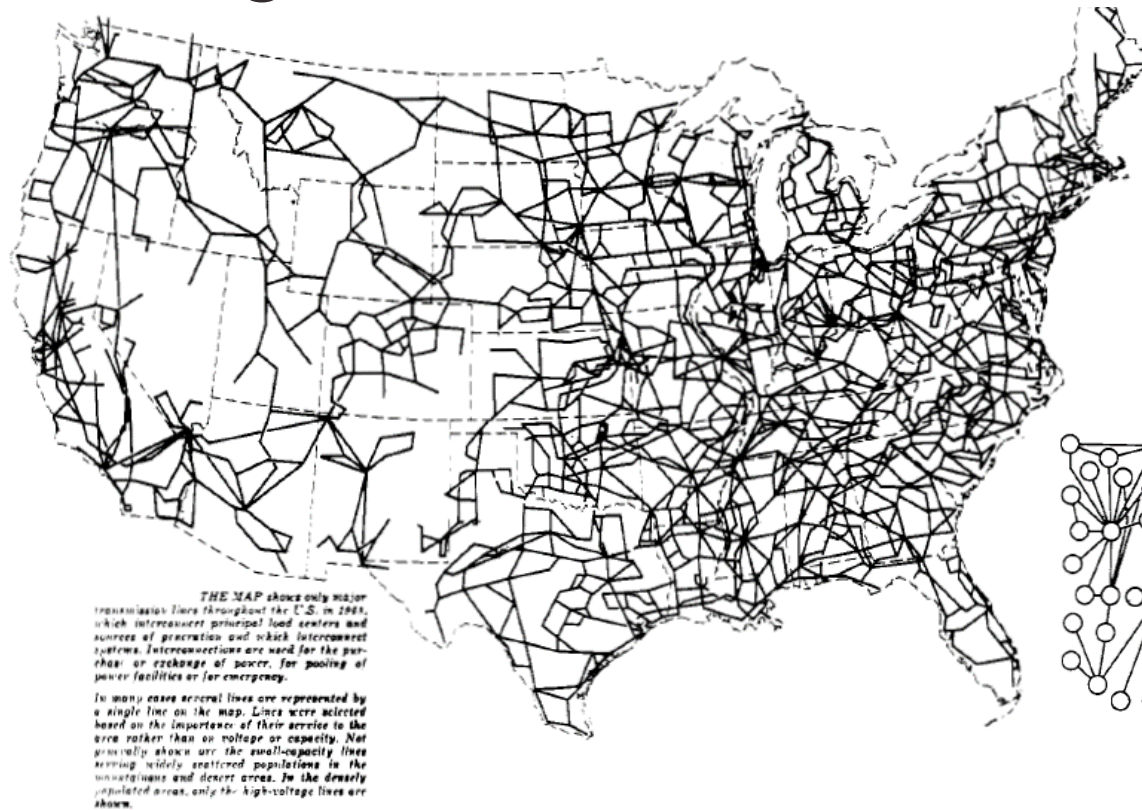 THE MAP shows only major
transmission lines throughout the U.S. in
which interconnect principal load centers and
sources of generation and which interconnect
systems. Interconnections are used for the pur-
chase or exchange of power, for pooling of
power facilities or for emergency.
In many cases several lines are represented by
a single line on the map. Lines were selected
based on the importance of their service to the
area rather than on voltage or capacity. Not
generally shown are the small-capacity lines
serving widely scattered populations in the
mountainous and desert areas. In the densely
populated areas, only the high-voltage lines are
shown.